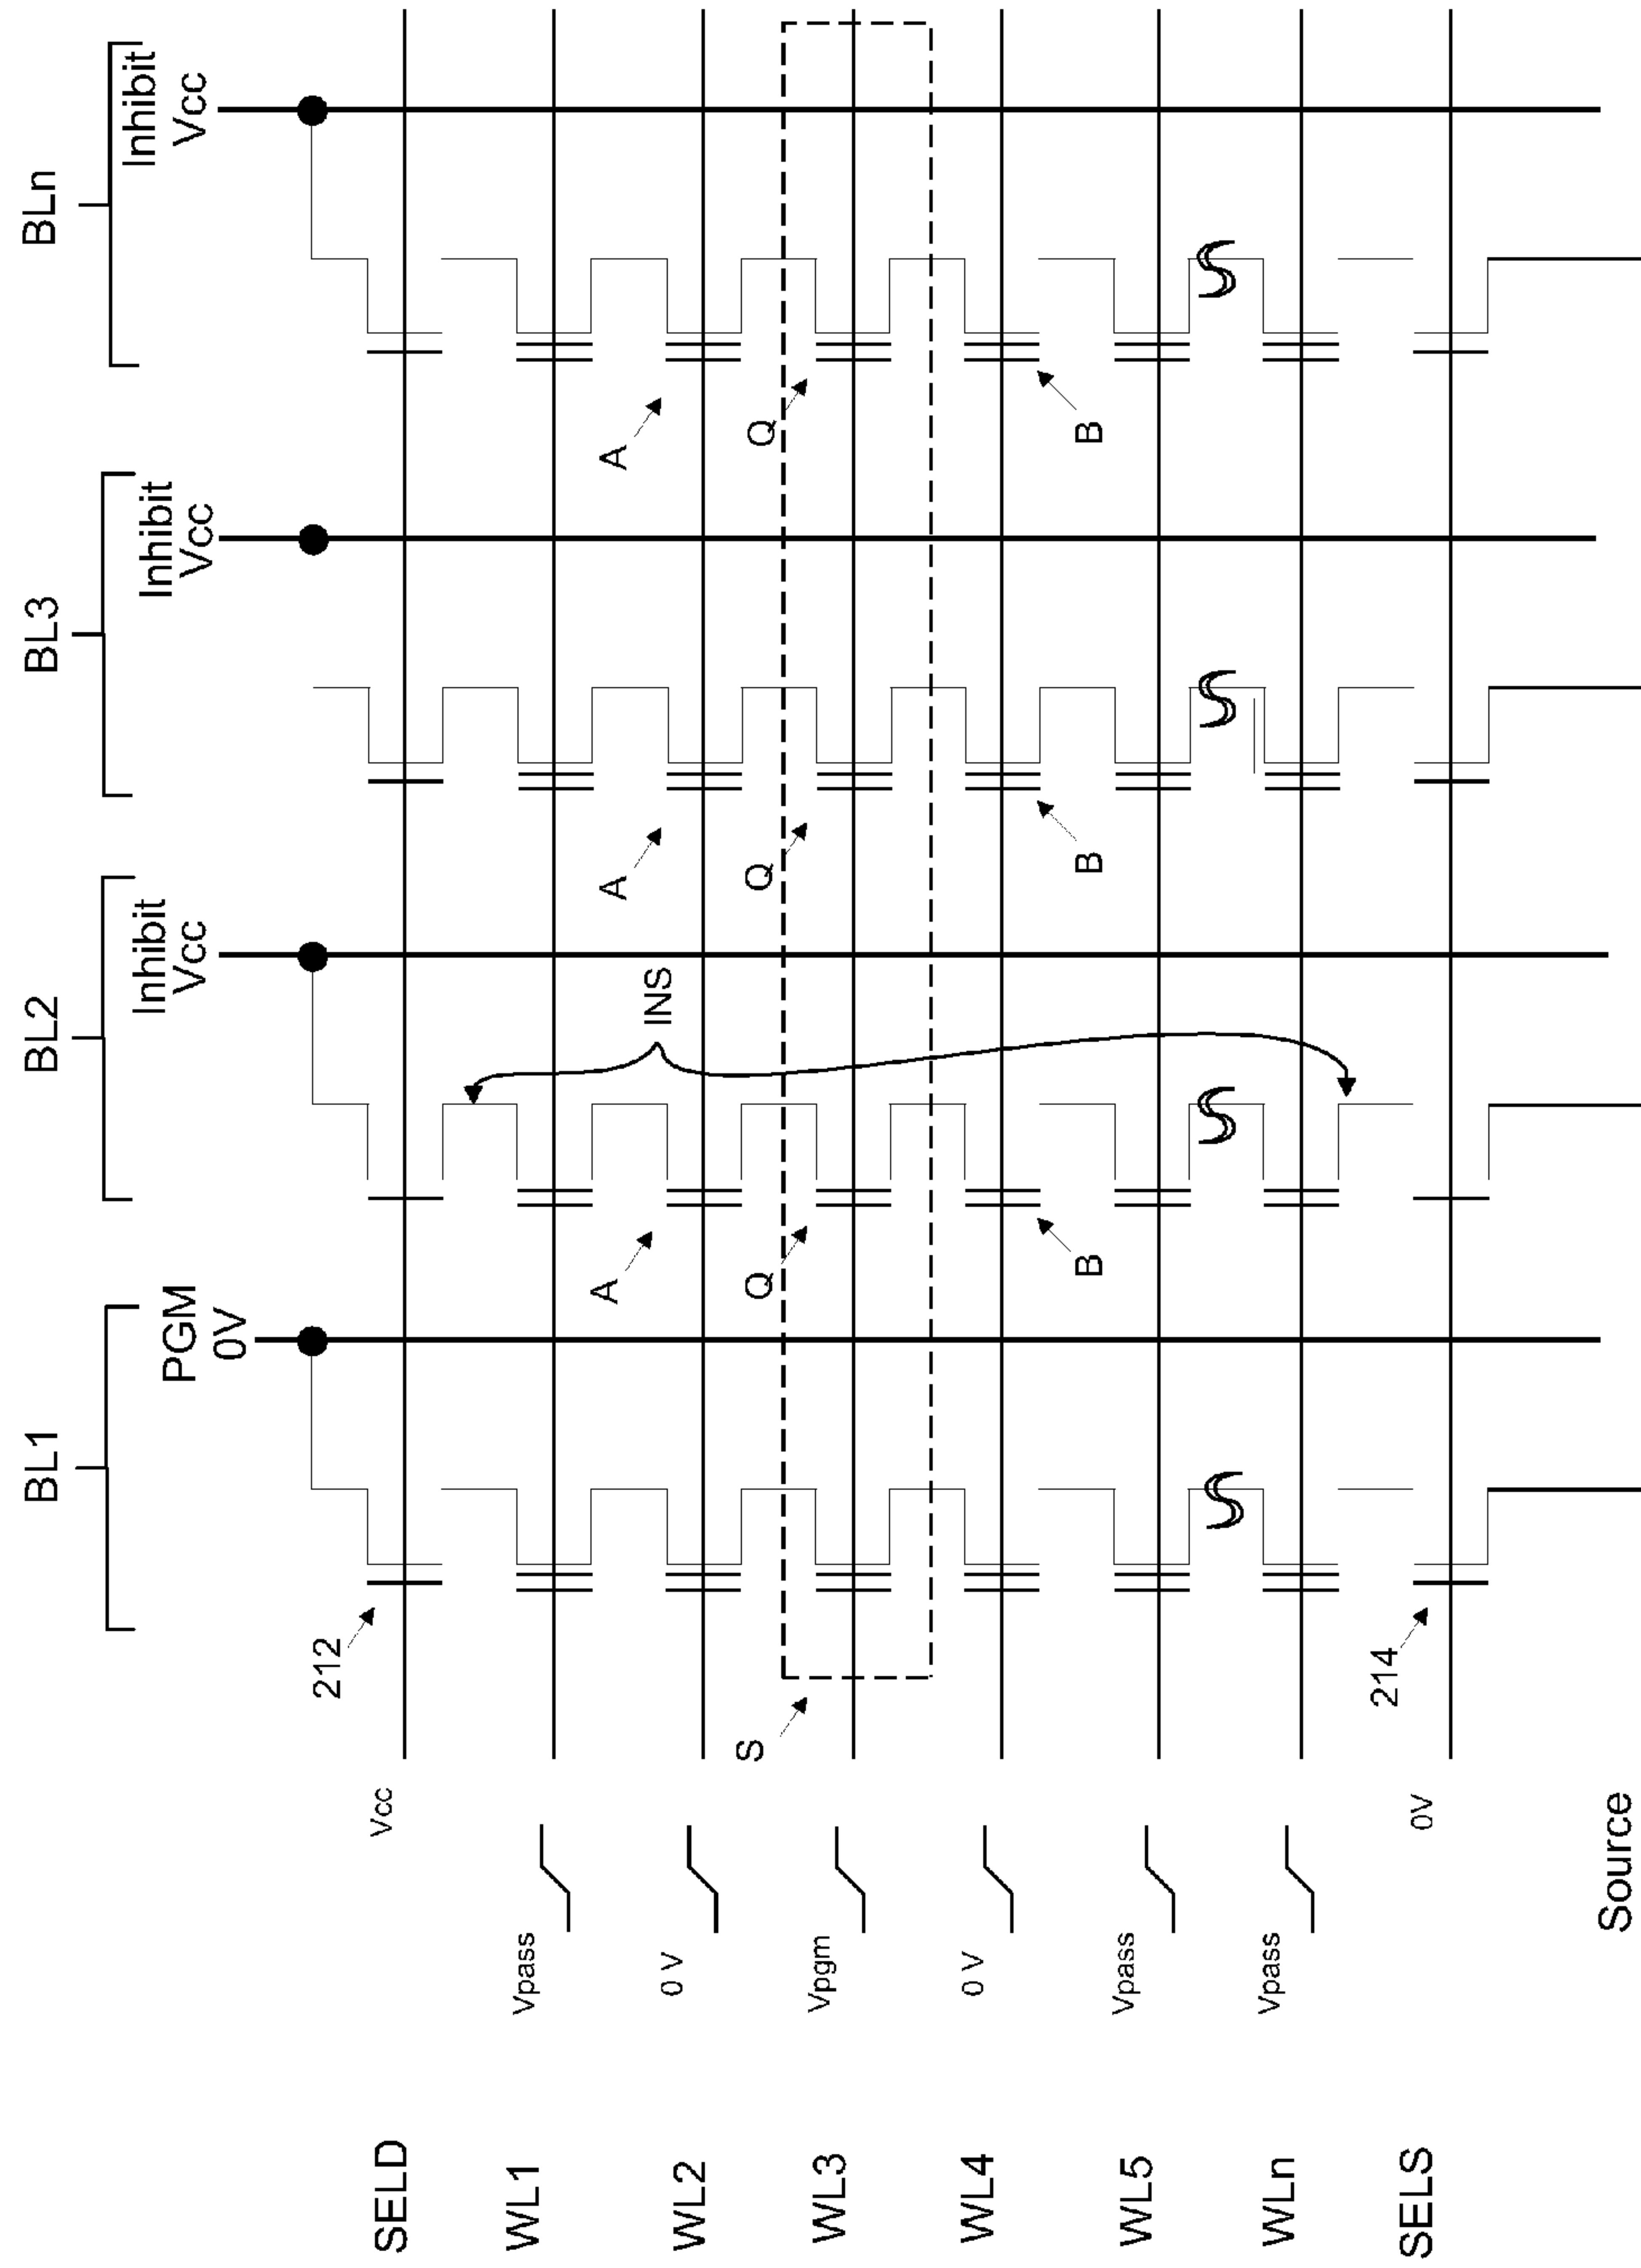 BL1 BL2 BL3 BLn
PGM Inhibit Inhibit Inhibit
0V Vcc Vcc Vcc
212
SELD Vcc
WL1 Vpass
A A A
INS
WL2 0 V
S Q Q Q
WL3 Vpgm
WL4 0 V
B B B
WL5 Vpass
WLn Vpass
214
SELS 0V
Source